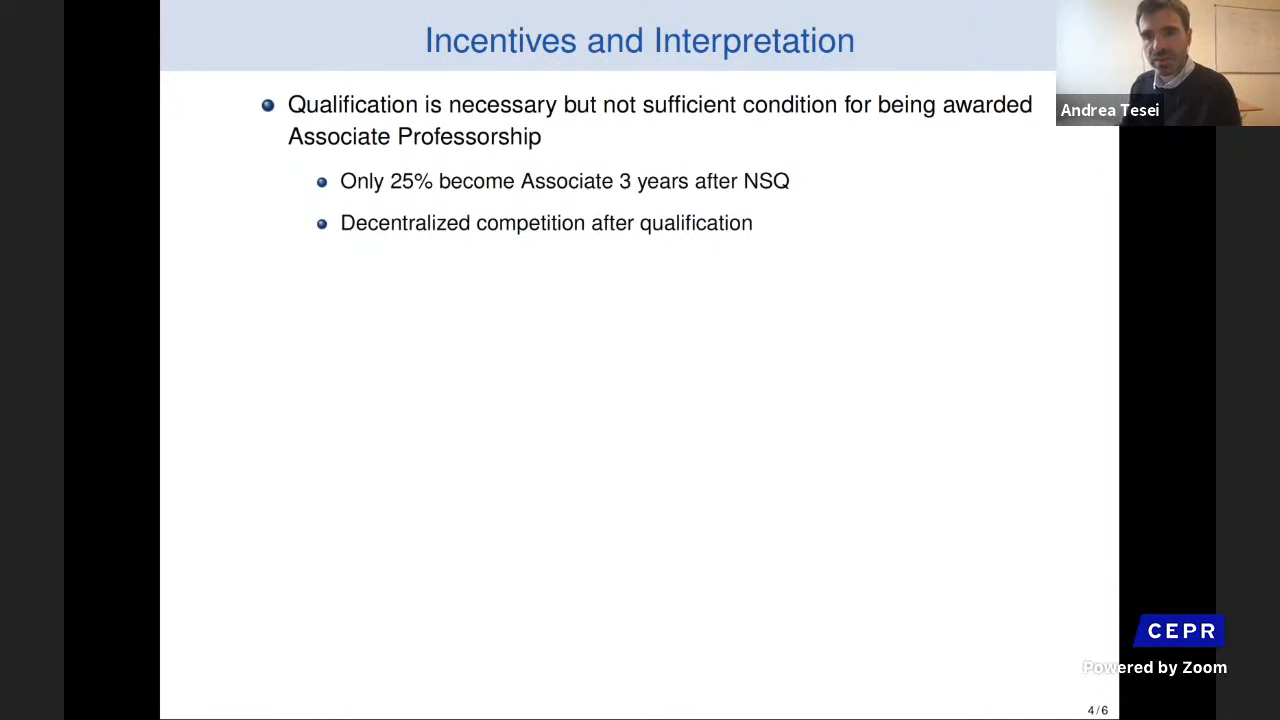 Incentives and Interpretation
Qualification is necessary but not sufficient condition for being awarded
Associate Professorship
Only 25% become Associate 3 years after NSQ
Decentralized competition after qualification
Andrea Tesei
CEPR
Powered by Zoom
4 / 6